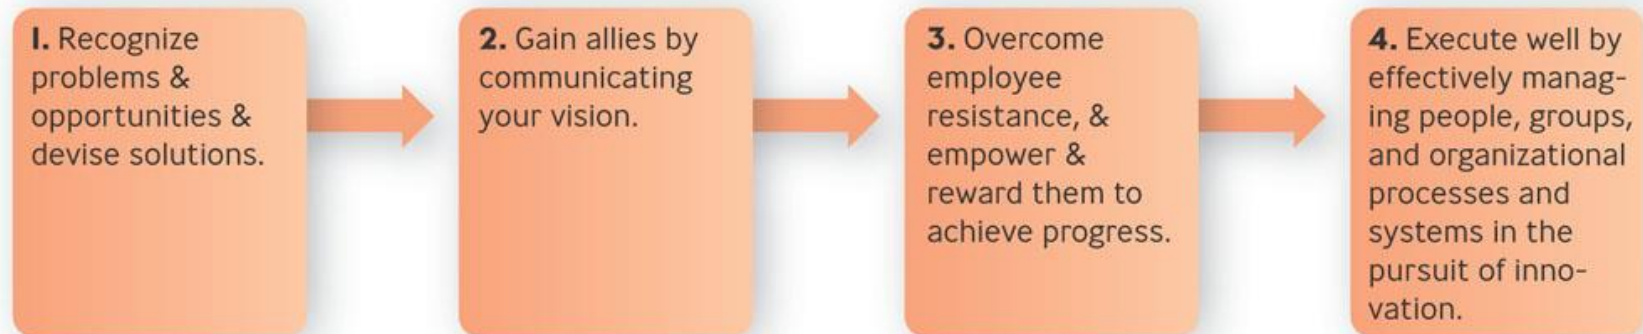 1. Recognize
problems &
opportunities &
devise solutions.
2. Gain allies by
communicating
your vision.
3. Overcome
employee
resistance, &
empower &
reward them to
achieve progress.
4. Execute well by
effectively manag-
ing people, groups,
and organizational
processes and
systems in the
pursuit of inno-
vation.